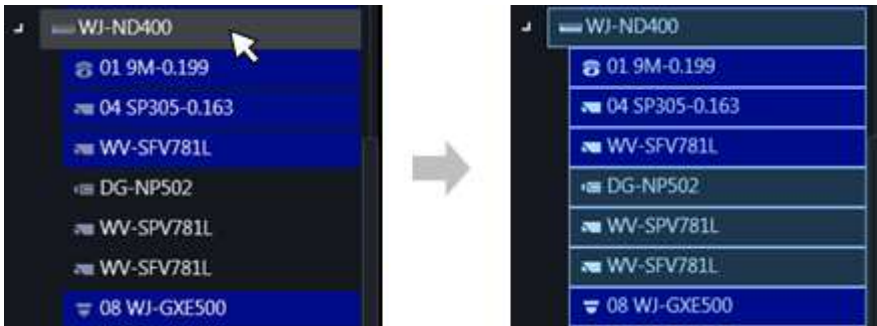 WJ-ND400
01 9M-0.199
04 SP305-0.163
WV-SFV781L
DG-NP502
WV-SPV781L
WV-SFV781L
08 WJ-GXE500
WJ-ND400
01 9M-0.199
04 SP305-0.163
WV-SFV781L
DG-NP502
WV-SPV781L
WV-SFV781L
08 WJ-GXE500